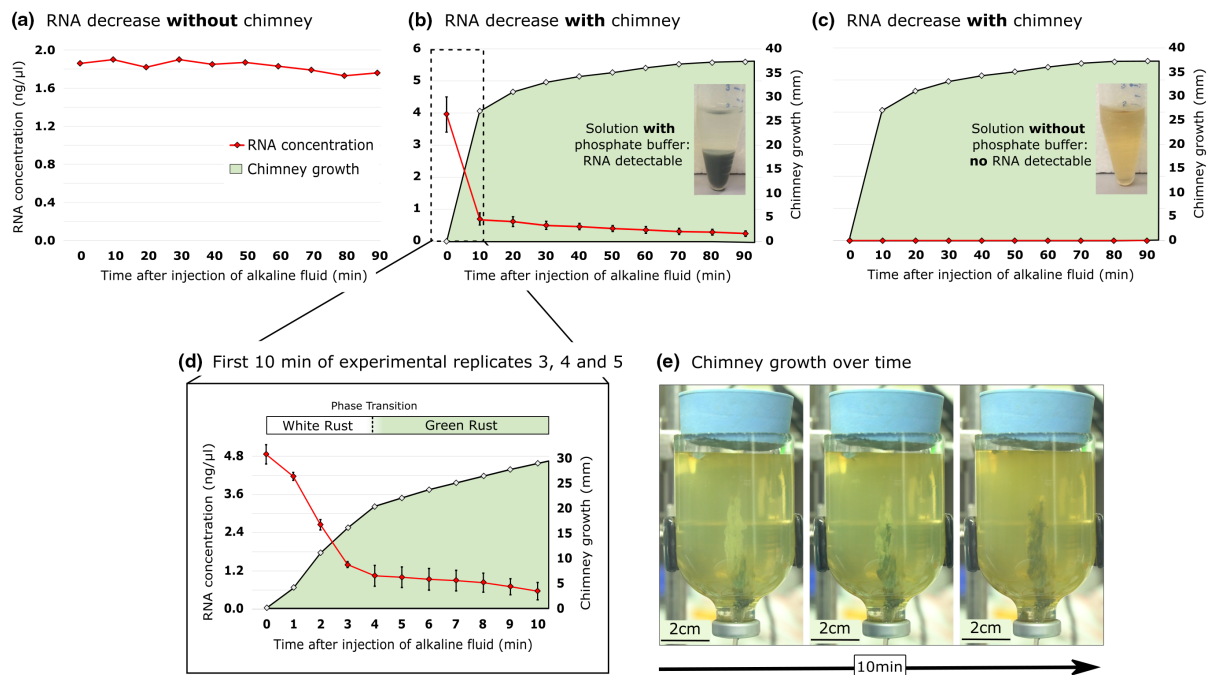 (a) RNA decrease without chimney
RNA concentration (ng/µl)
2.0
1.6
1.2
0.8
0.4
0.0
RNA concentration
Chimney growth
0 10 20 30 40 50 60 70 80 90
Time after injection of alkaline fluid (min)
(b) RNA decrease with chimney
6
5
4
3
2
1
0
40
35
30
25
20
15
10
5
0
Chimney growth (mm)
Solution with
phosphate buffer:
RNA detectable
0 10 20 30 40 50 60 70 80 90
Time after injection of alkaline fluid (min)
(c) RNA decrease with chimney
40
35
30
25
20
15
10
5
0
Chimney growth (mm)
Solution without
phosphate buffer:
no RNA detectable
0 10 20 30 40 50 60 70 80 90
Time after injection of alkaline fluid (min)
(d) First 10 min of experimental replicates 3, 4 and 5
Phase Transition
White Rust Green Rust
RNA concentration (ng/µl)
4.8
3.6
2.4
1.2
0.0
30
25
20
15
10
5
0
Chimney growth (mm)
0 1 2 3 4 5 6 7 8 9 10
Time after injection of alkaline fluid (min)
(e) Chimney growth over time
2cm 2cm 2cm
10min